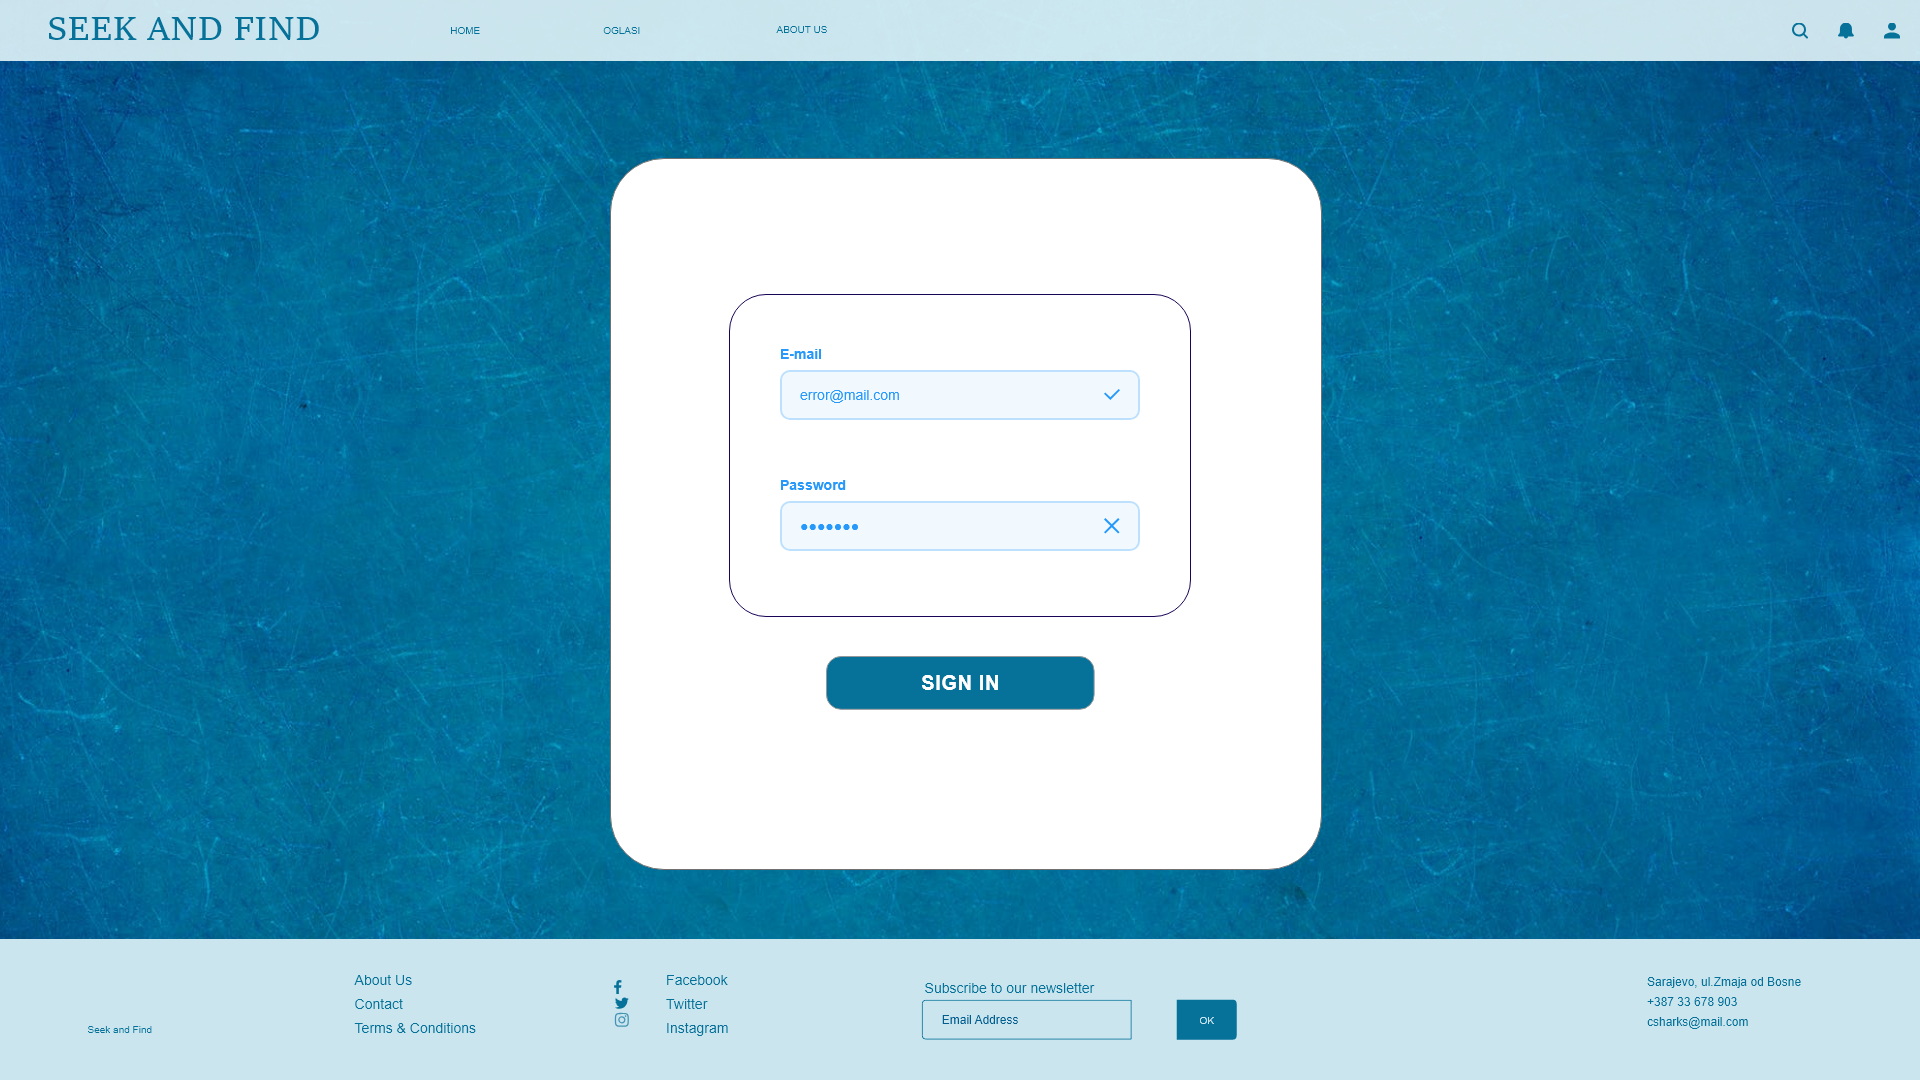 SEEK AND FIND
HOME
OGLASI
ABOUT US
E-mail
error@mail.com
Password
●●●●●●●
SIGN IN
Seek and Find
About Us
Contact
Terms & Conditions
Facebook
Twitter
Instagram
Subscribe to our newsletter
Email Address
OK
Sarajevo, ul.Zmaja od Bosne
+387 33 678 903
csharks@mail.com